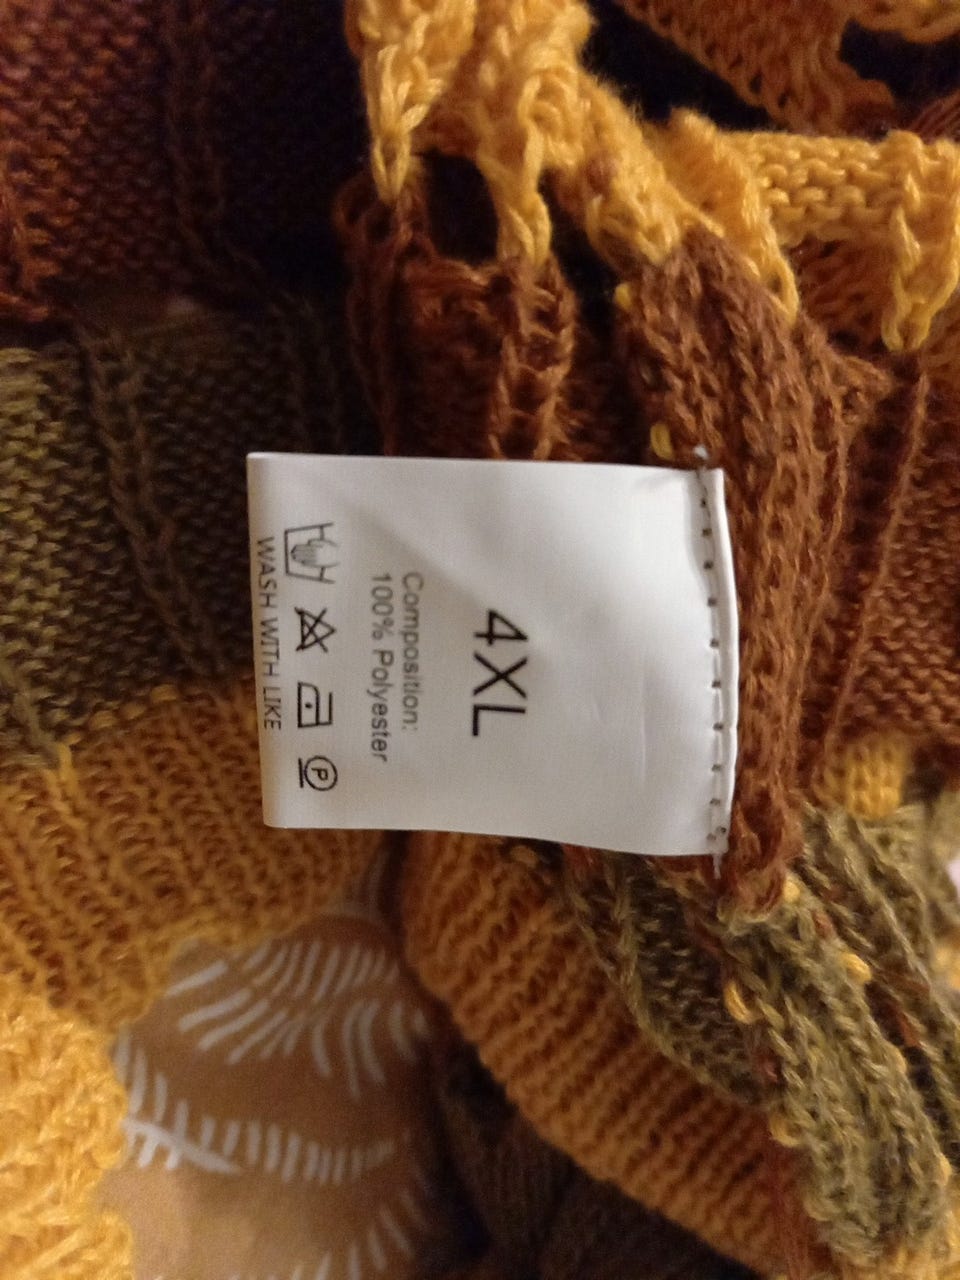 4XL
Composition:
100% Polyester
P
WASH WITH LIKE